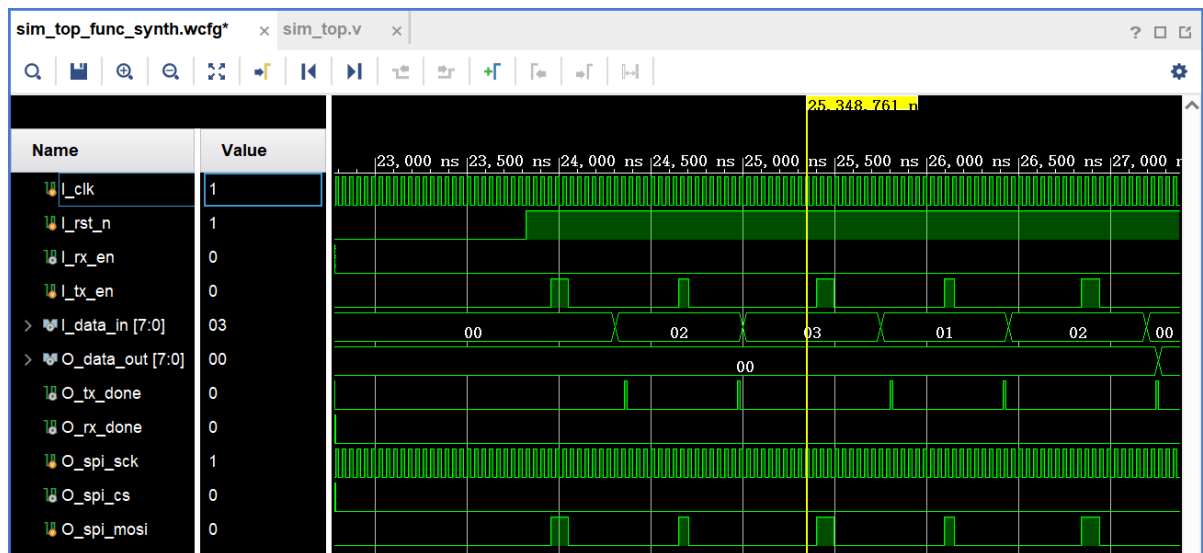 sim_top_func_synth.wcfg* × sim_top.v ×
? 
25,348.761 n
Name Value
23,000 ns 23,500 ns 24,000 ns 24,500 ns 25,000 ns 25,500 ns 26,000 ns 26,500 ns 27,000 n
I_clk 1
I_rst_n 1
I_rx_en 0
I_tx_en 0
> I_data_in [7:0] 03 00 02 03 01 02 00
> O_data_out [7:0] 00 00
O_tx_done 0
O_rx_done 0
O_spi_sck 1
O_spi_cs 0
O_spi_mosi 0